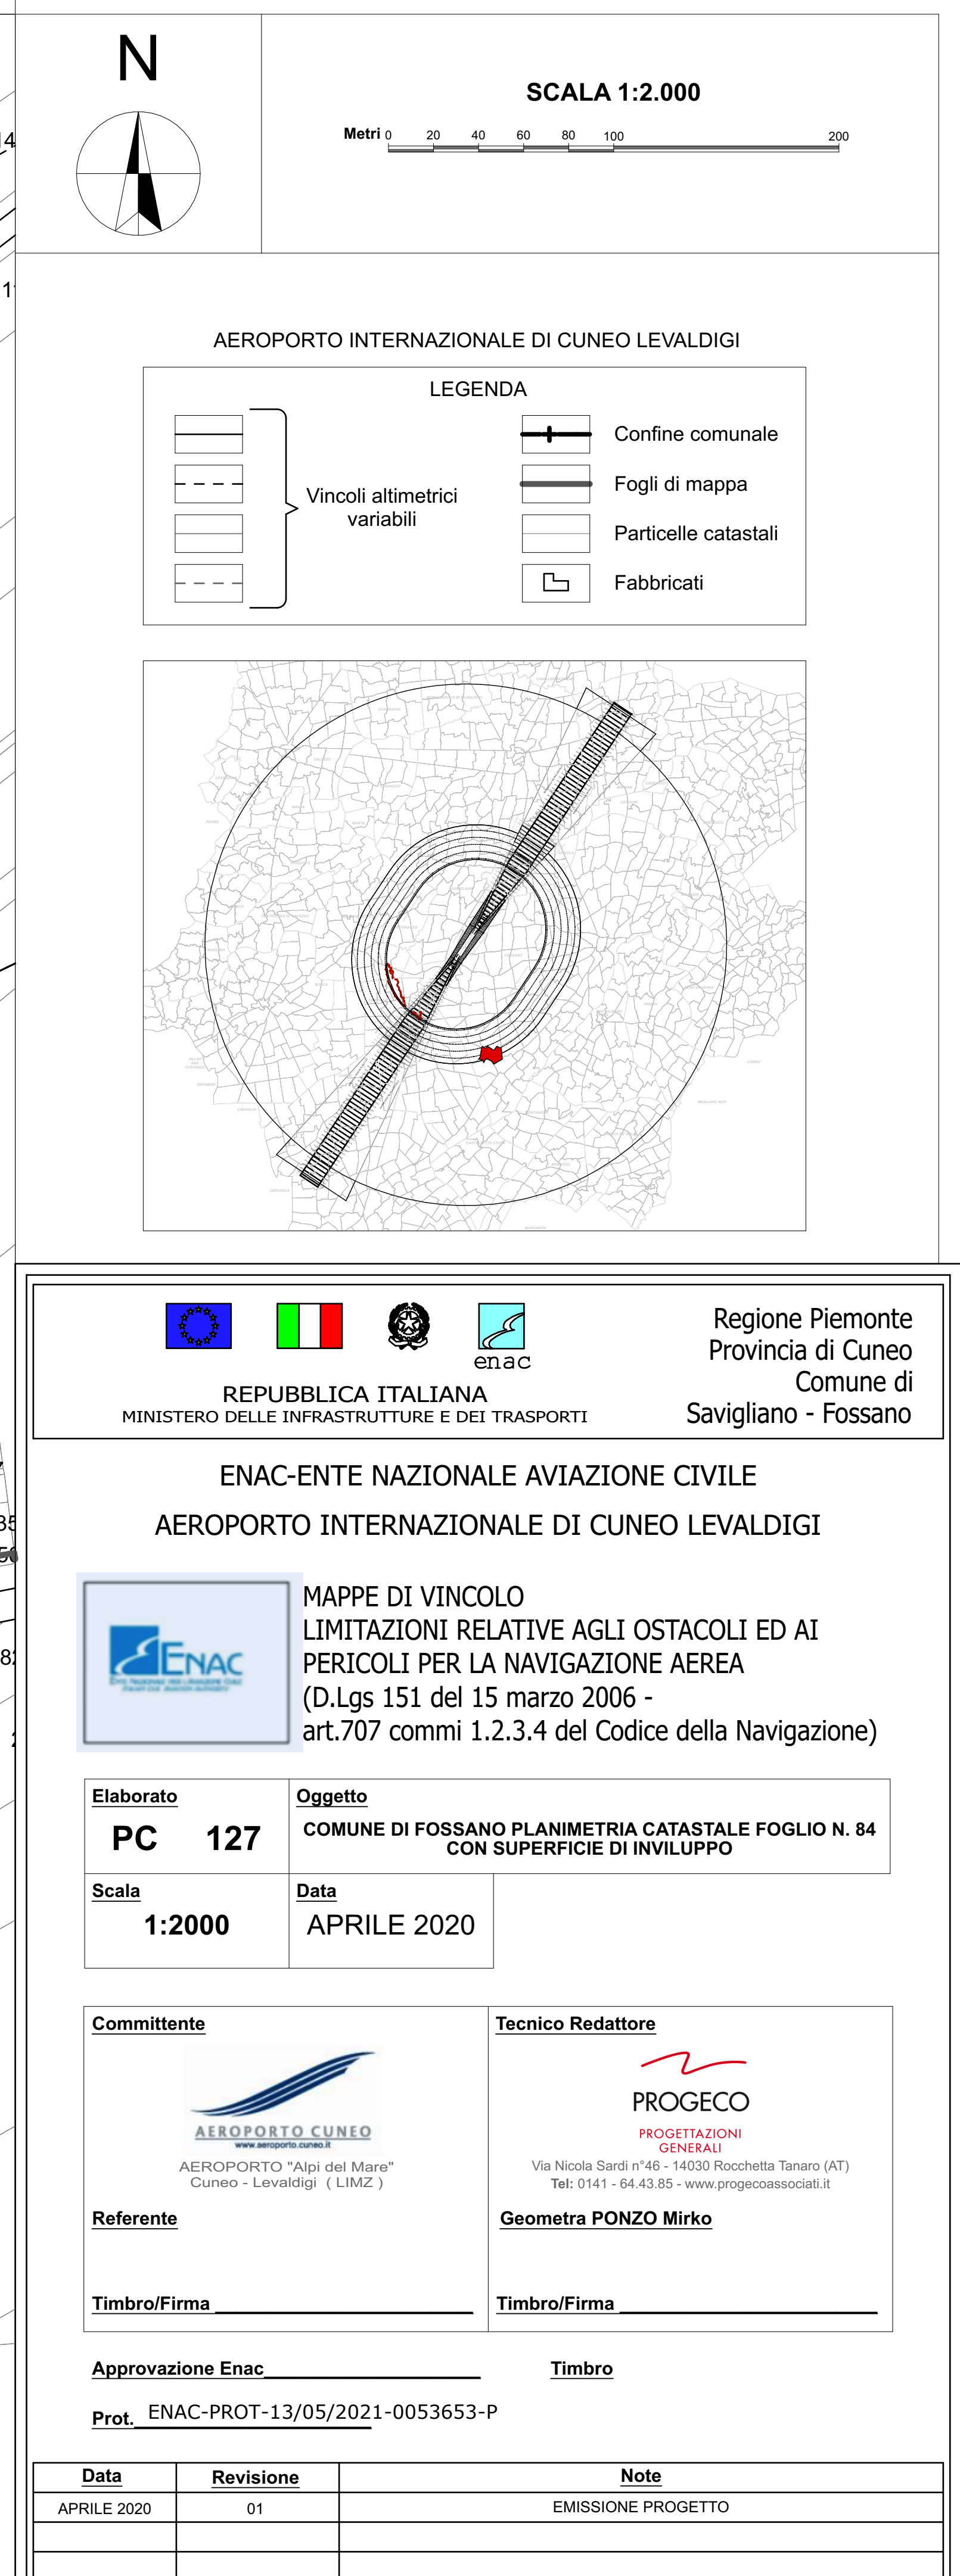 N
SCALA 1:2.000
Metri 0 20 40 60 80 100 200
AEROPORTO INTERNAZIONALE DI CUNEO LEVALDIGI
LEGENDA
Vincoli altimetrici
variabili
Confine comunale
Fogli di mappa
Particelle catastali
Fabbricati
enac
REPUBBLICA ITALIANA
MINISTERO DELLE INFRASTRUTTURE E DEI TRASPORTI
Regione Piemonte
Provincia di Cuneo
Comune di
Savigliano - Fossano
ENAC-ENTE NAZIONALE AVIAZIONE CIVILE
AEROPORTO INTERNAZIONALE DI CUNEO LEVALDIGI
ENAC
MAPPE DI VINCOLO
LIMITAZIONI RELATIVE AGLI OSTACOLI ED AI
PERICOLI PER LA NAVIGAZIONE AEREA
(D.Lgs 151 del 15 marzo 2006 -
art.707 commi 1.2.3.4 del Codice della Navigazione)
Elaborato
PC 127
Oggetto
COMUNE DI FOSSANO PLANIMETRIA CATASTALE FOGLIO N. 84
CON SUPERFICIE DI INVILUPPO
Scala
1:2000
Data
APRILE 2020
Committente
AEROPORTO CUNEO
www.aeroporto.cuneo.it
AEROPORTO "Alpi del Mare"
Cuneo - Levaldigi ( LIMZ )
Referente
Timbro/Firma
Tecnico Redattore
PROGECO
PROGETTAZIONI
GENERALI
Via Nicola Sardi n°46 - 14030 Rocchetta Tanaro (AT)
Tel: 0141 - 64.43.85 - www.progecoassociati.it
Geometra PONZO Mirko
Timbro/Firma
Approvazione Enac
Timbro
Prot. ENAC-PROT-13/05/2021-0053653-P
Data Revisione Note
APRILE 2020 01 EMISSIONE PROGETTO